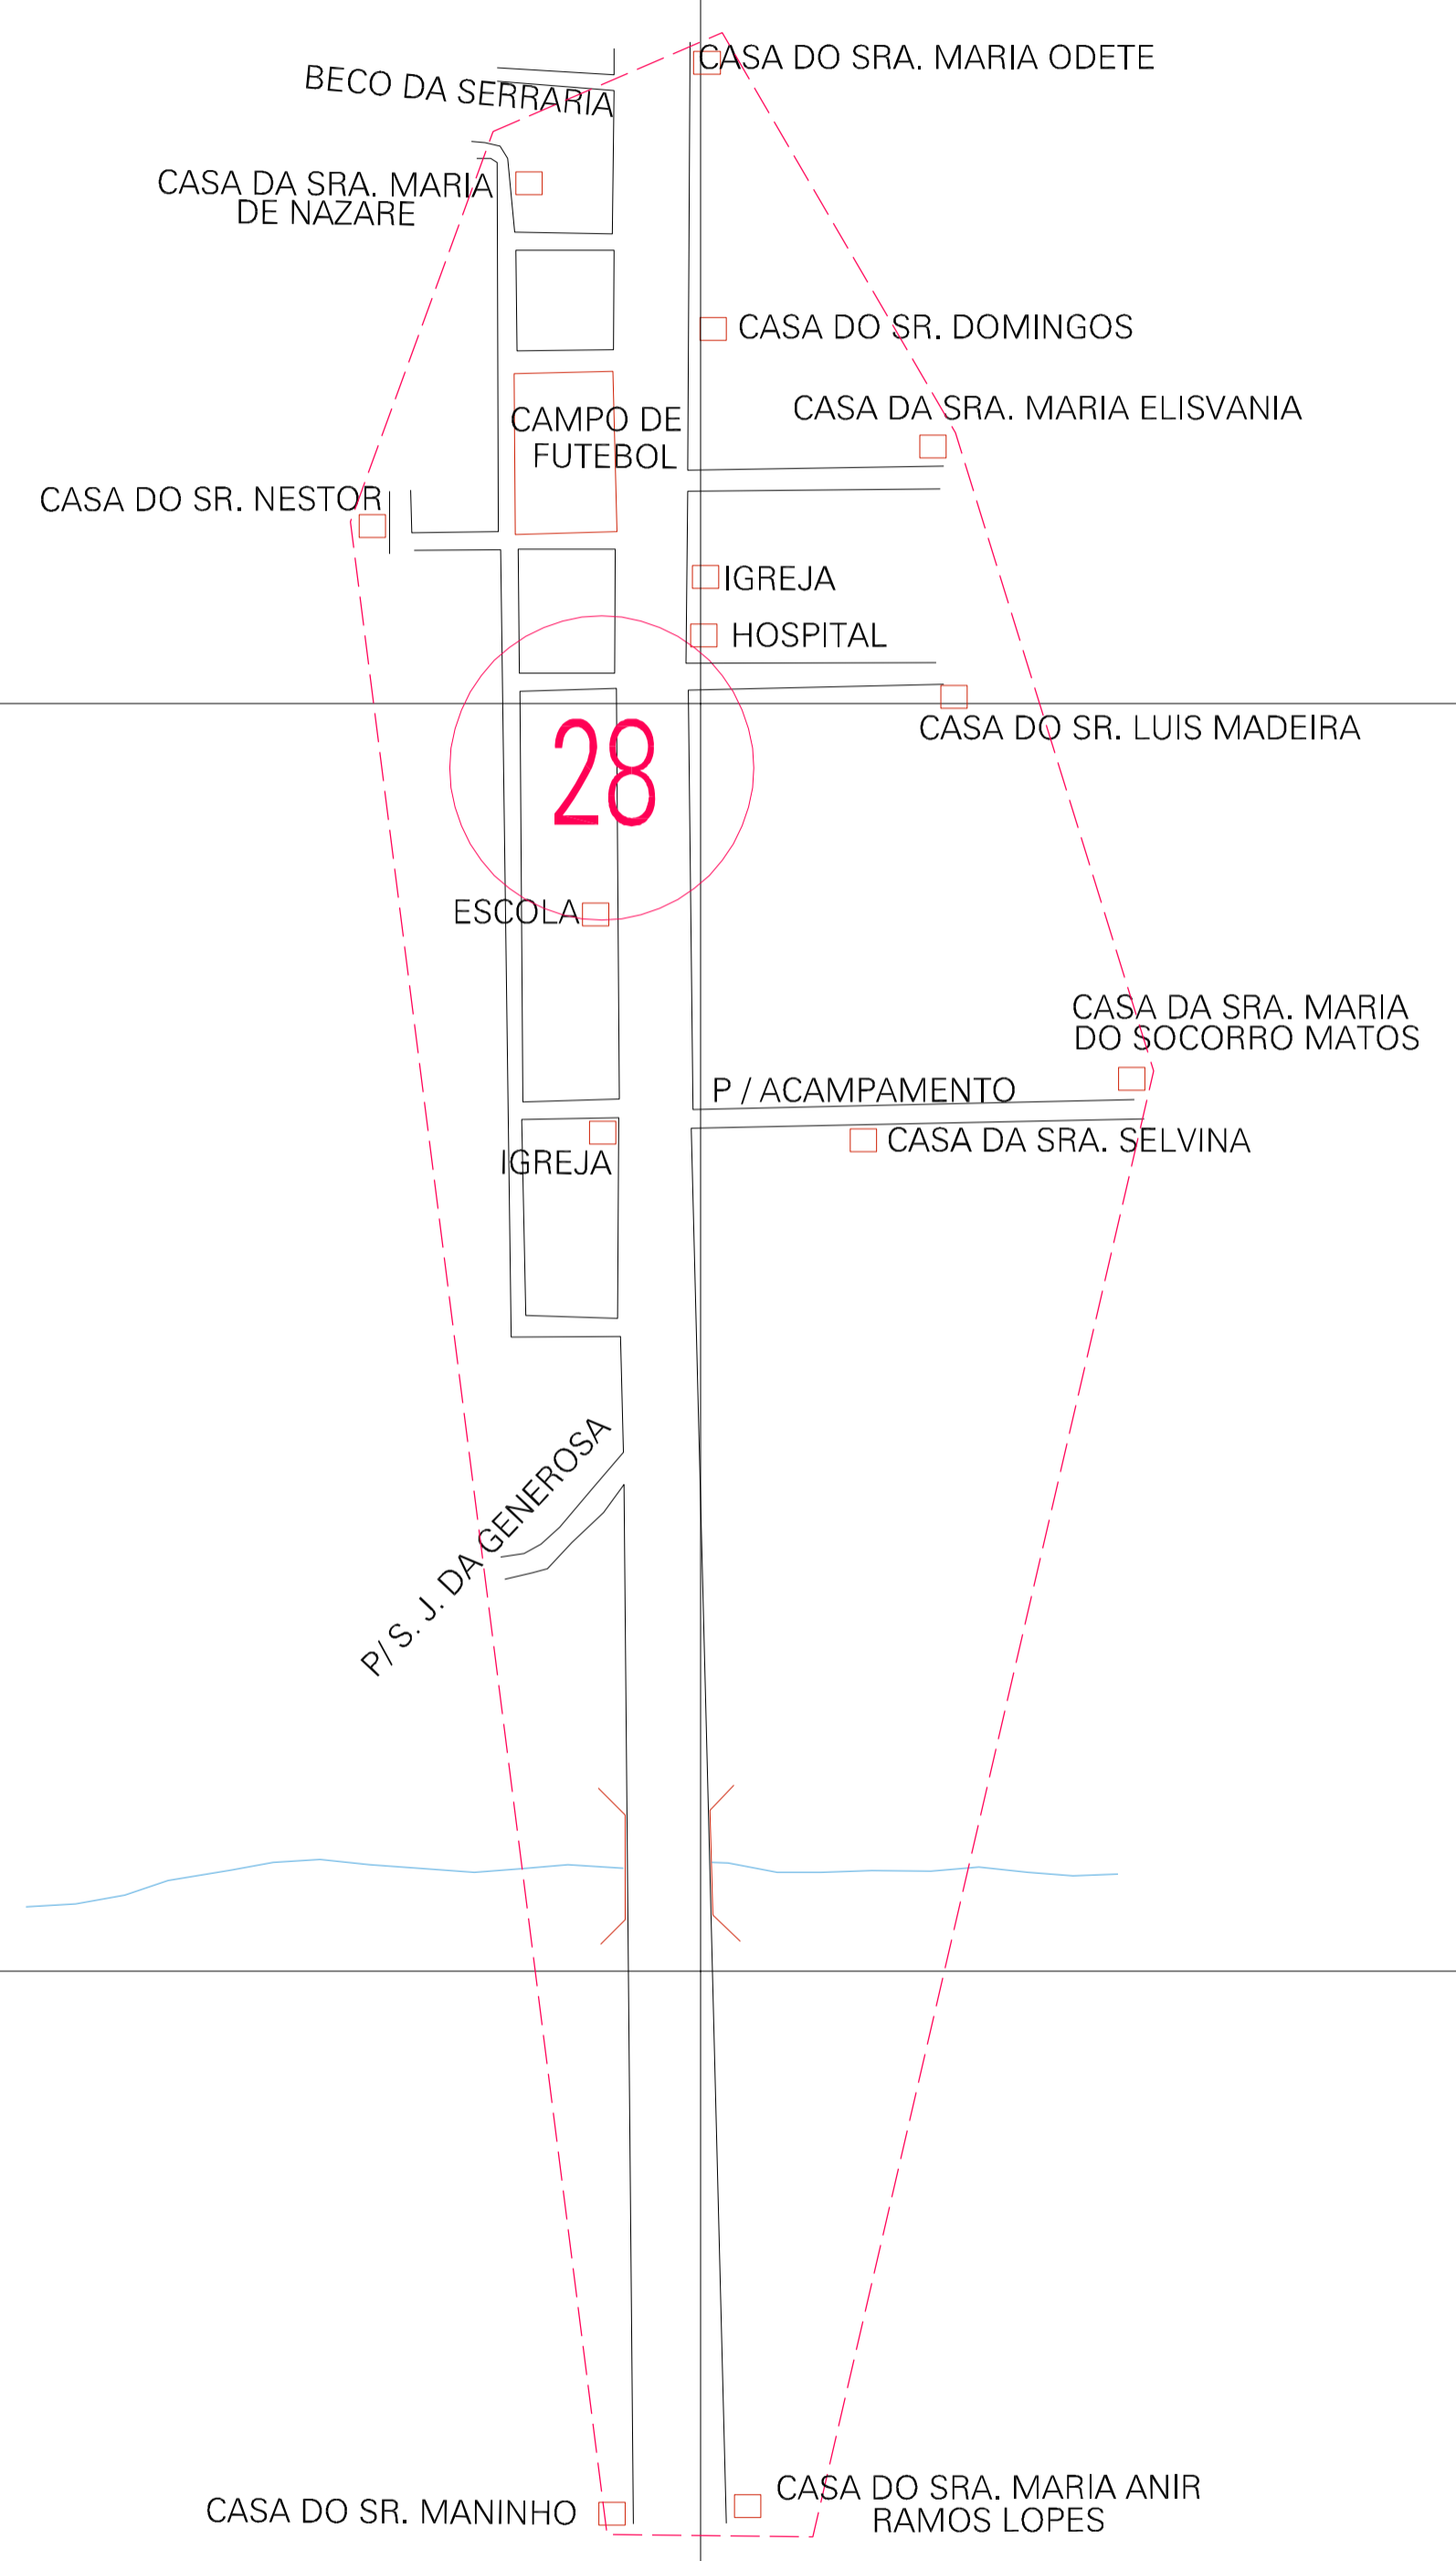 CASA DO SRA. MARIA ODETE
BECO DA SERRARIA
CASA DA SRA. MARIA
DE NAZARE
CASA DO SR. DOMINGOS
CASA DA SRA. MARIA ELISVANIA
CAMPO DE
FUTEBOL
CASA DO SR. NESTOR
IGREJA
HOSPITAL
CASA DO SR. LUIS MADEIRA
28
ESCOLA
CASA DA SRA. MARIA
DO SOCORRO MATOS
P / ACAMPAMENTO
CASA DA SRA. SELVINA
IGREJA
P/ S. J. DA GENEROSA
CASA DO SRA. MARIA ANIR
RAMOS LOPES
CASA DO SR. MANINHO